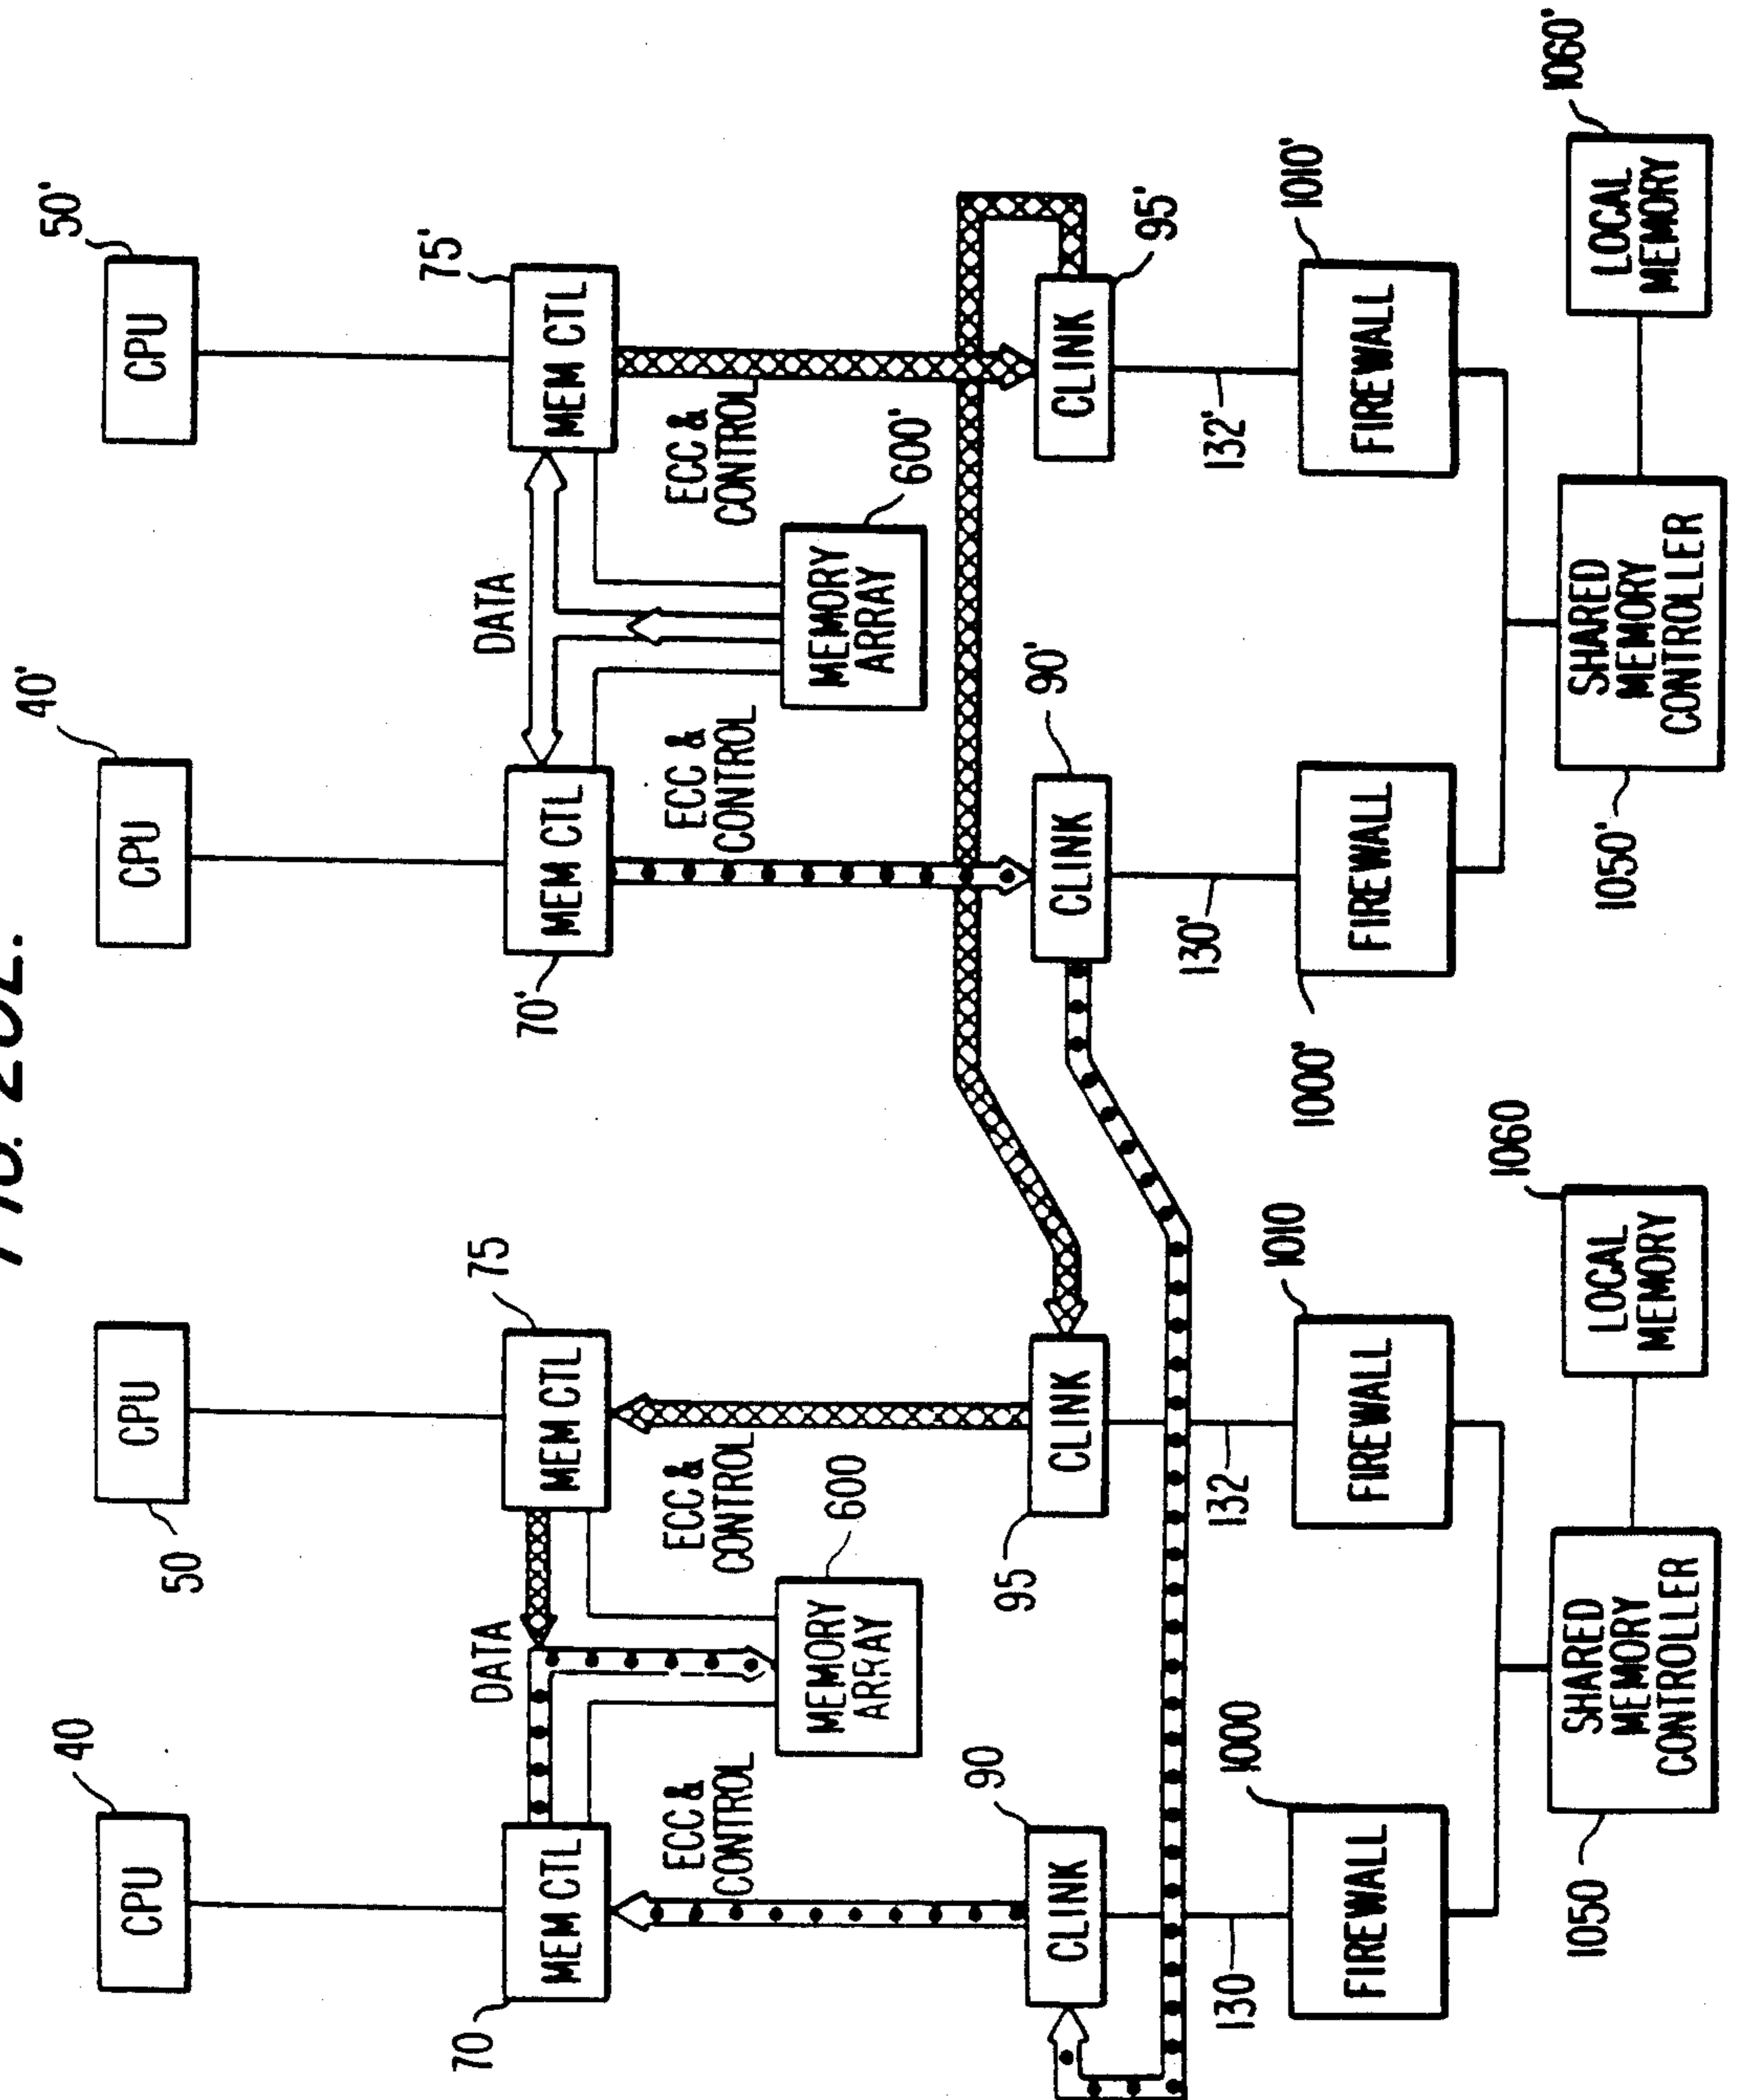 FIG. 20E.
40
CPU
CPU
50
40'
CPU
50'
CPU
70
MEM CTL
DATA
75
MEM CTL
70'
MEM CTL
DATA
75'
MEM CTL
ECC &
CONTROL
ECC &
CONTROL
ECC &
CONTROL
ECC &
CONTROL
MEMORY
ARRAY
600
MEMORY
ARRAY
600'
90
CLINK
95
CLINK
90'
CLINK
95'
CLINK
130
132
130'
132'
1000
FIREWALL
1010
FIREWALL
1000'
FIREWALL
1010'
FIREWALL
1050
SHARED
MEMORY
CONTROLLER
1060
LOCAL
MEMORY
1050'
SHARED
MEMORY
CONTROLLER
1060'
LOCAL
MEMORY